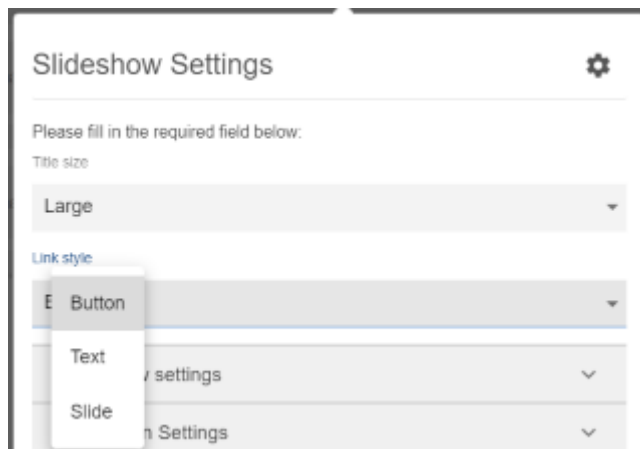 Slideshow Settings
Please fill in the required field below:
Title size
Large
Link style
Button
Text
settings
Slide
Settings